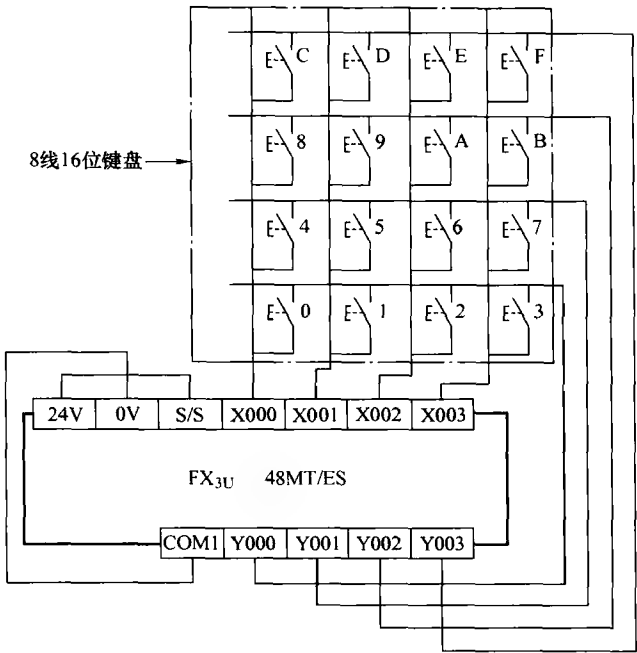 C D E F
8 9 A B
8线16位键盘
4 5 6 7
0 1 2 3
24V 0V S/S X000 X001 X002 X003
FX3U 48MT/ES
COM1 Y000 Y001 Y002 Y003